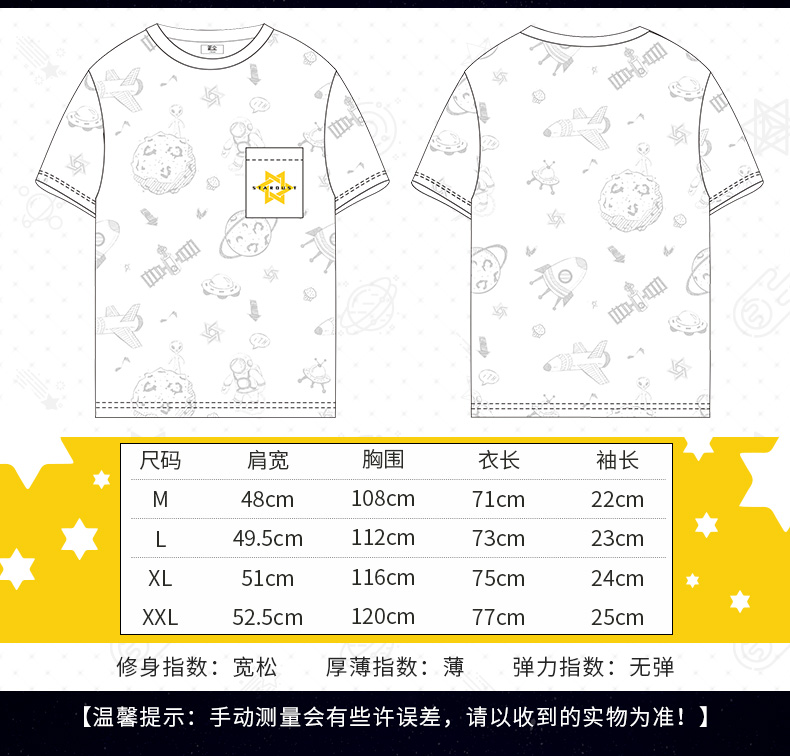 STARDUST
尺码 肩宽 胸围 衣长 袖长
M 48cm 108cm 71cm 22cm
L 49.5cm 112cm 73cm 23cm
XL 51cm 116cm 75cm 24cm
XXL 52.5cm 120cm 77cm 25cm
修身指数：宽松 厚薄指数：薄 弹力指数：无弹
【温馨提示：手动测量会有些许误差，请以收到的实物为准！】